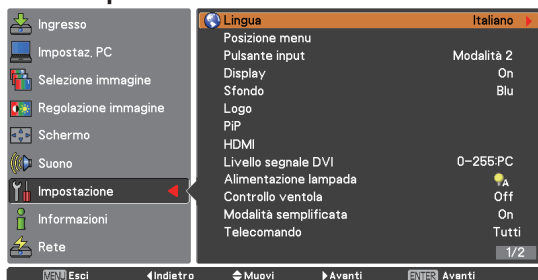 Ingresso
Impostaz. PC
Selezione immagine
Regolazione immagine
Schermo
Suono
Impostazione
Informazioni
Rete
Lingua Italiano
Posizione menu
Pulsante input Modalità 2
Display On
Sfondo Blu
Logo
PiP
HDMI
Livello segnale DVI 0-255:PC
Alimentazione lampada A
Controllo ventola Off
Modalità semplificata On
Telecomando Tutti
1/2
MENU Esci Indietro Muovi Avanti ENTER Avanti